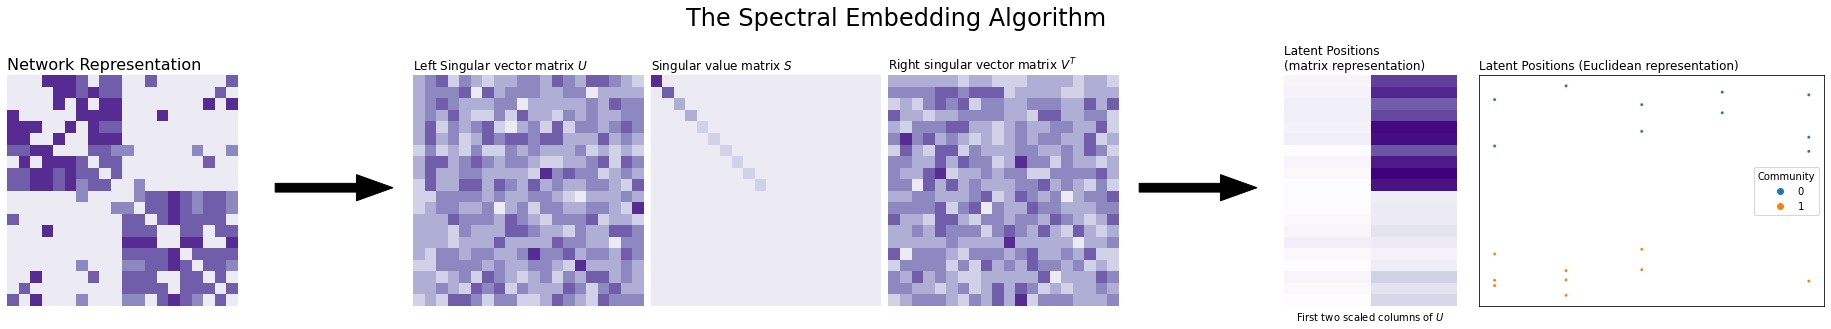 The Spectral Embedding Algorithm
Network Representation
Left Singular vector matrix U
Singular value matrix S
Right singular vector matrix V^T
Latent Positions
(matrix representation)
First two scaled columns of U
Latent Positions (Euclidean representation)
Community
0
1